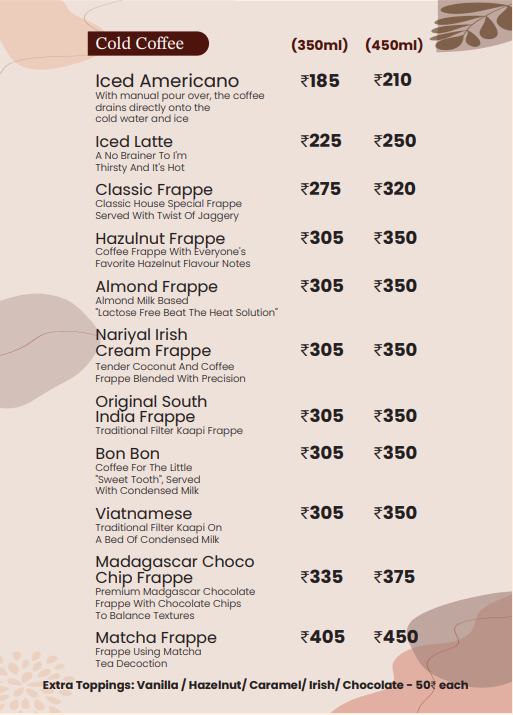 Cold Coffee (350ml) (450ml)
Iced Americano ₹185 ₹210
With manual pour over, the coffee
drains directly onto the
cold water and ice
Iced Latte ₹225 ₹250
A No Brainer To I'm
Thirsty And It's Hot
Classic Frappe ₹275 ₹320
Classic House Special Frappe
Served With Twist Of Jaggery
Hazulnut Frappe ₹305 ₹350
Coffee Frappe With Everyone's
Favorite Hazelnut Flavour Notes
Almond Frappe ₹305 ₹350
Almond Milk Based
"Lactose Free Beat The Heat Solution"
Nariyal Irish
Cream Frappe ₹305 ₹350
Tender Coconut And Coffee
Frappe Blended With Precision
Original South
India Frappe ₹305 ₹350
Traditional Filter Kaapi Frappe
Bon Bon ₹305 ₹350
Coffee For The Little
"Sweet Tooth", Served
With Condensed Milk
Viatnamese ₹305 ₹350
Traditional Filter Kaapi On
A Bed Of Condensed Milk
Madagascar Choco
Chip Frappe ₹335 ₹375
Premium Madgascar Chocolate
Frappe With Chocolate Chips
To Balance Textures
Matcha Frappe ₹405 ₹450
Frappe Using Matcha
Tea Decoction
Extra Toppings: Vanilla / Hazelnut/ Caramel/ Irish/ Chocolate - 50₹ each